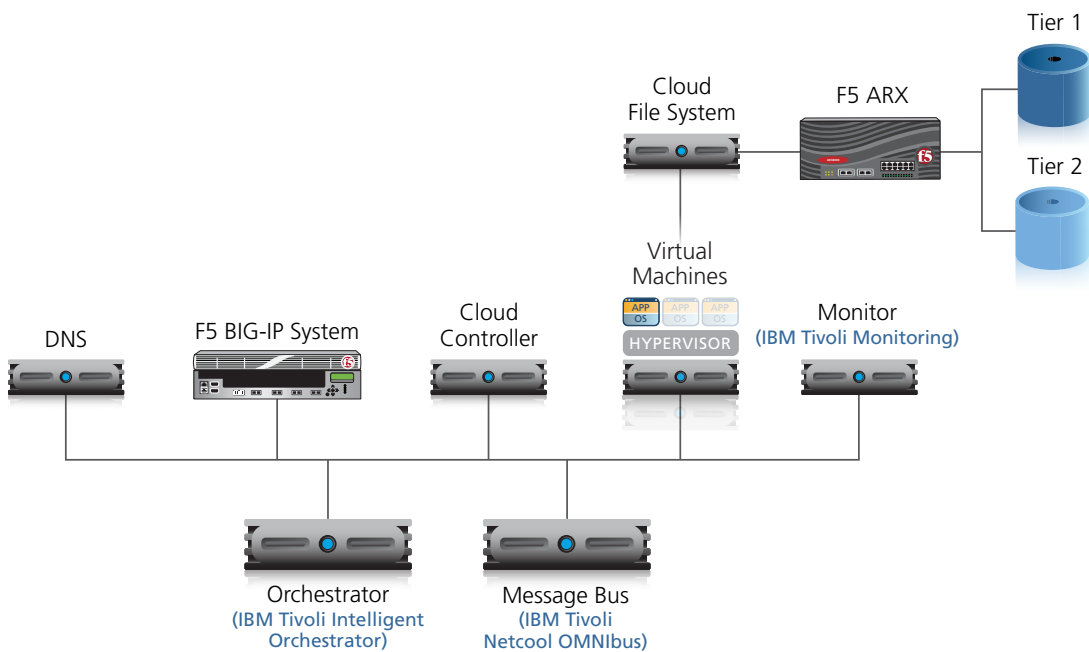 Tier 1
Cloud
File System
F5 ARX
f5
Tier 2
Virtual
Machines
APP
OS
APP
OS
APP
OS
HYPERVISOR
DNS
F5 BIG-IP System
f5
Cloud
Controller
Monitor
(IBM Tivoli Monitoring)
Orchestrator
(IBM Tivoli Intelligent
Orchestrator)
Message Bus
(IBM Tivoli
Netcool OMNIbus)